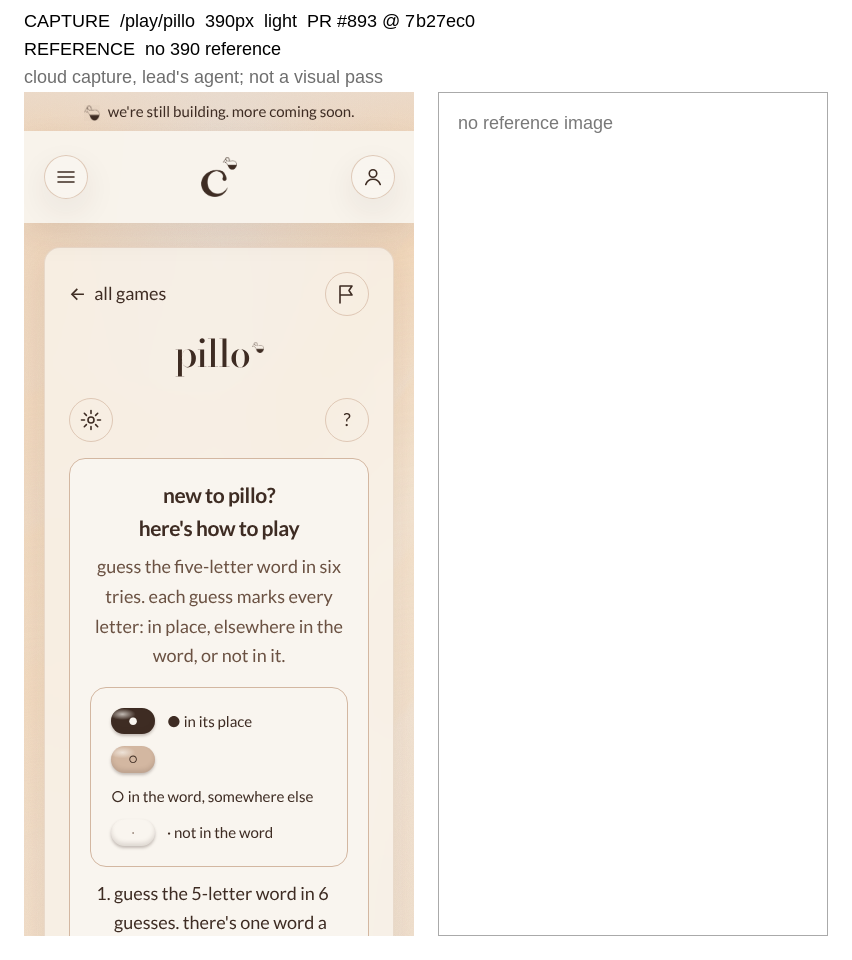 CAPTURE /play/pillo 390px light PR #893 @ 7b27ec0
REFERENCE no 390 reference
cloud capture, lead's agent; not a visual pass
we're still building. more coming soon.
no reference image
c
← all games
pillo
?
new to pillo?
here's how to play
guess the five-letter word in six
tries. each guess marks every
letter: in place, elsewhere in the
word, or not in it.
● in its place
○ in the word, somewhere else
· not in the word
1. guess the 5-letter word in 6
guesses. there's one word a